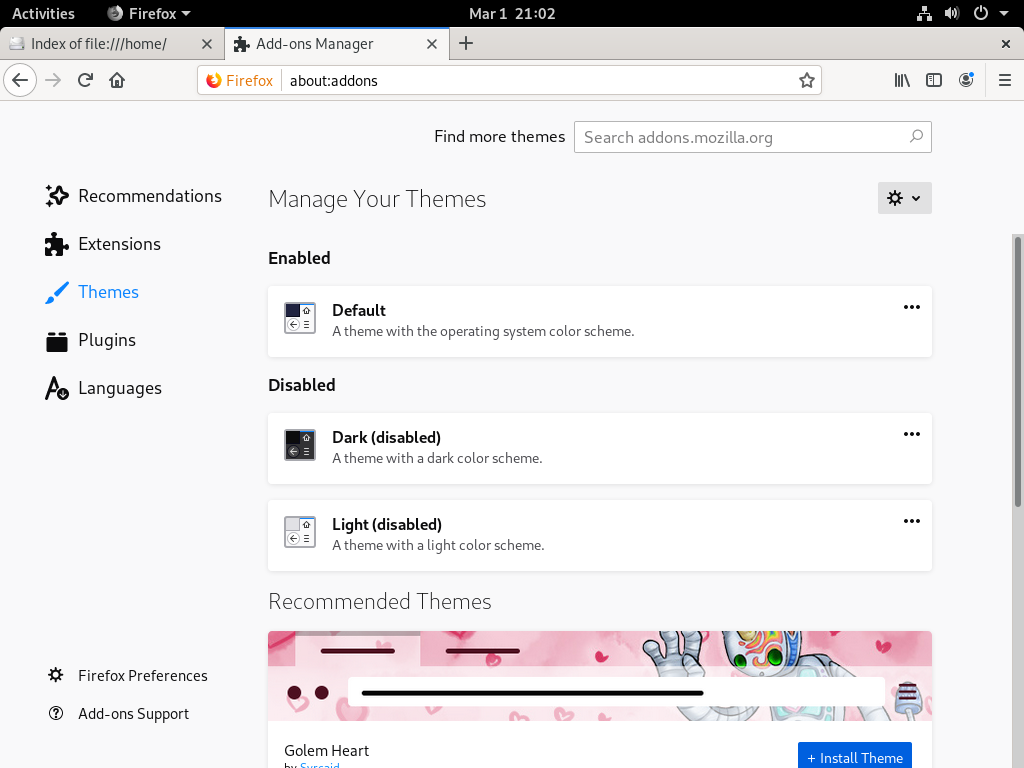 Activities Firefox Mar 1 21:02
Index of file:///home/ Add-ons Manager
Firefox about:addons
Find more themes Search addons.mozilla.org
Recommendations
Extensions
Themes
Plugins
Languages
Firefox Preferences
Add-ons Support
Manage Your Themes
Enabled
Default
A theme with the operating system color scheme.
Disabled
Dark (disabled)
A theme with a dark color scheme.
Light (disabled)
A theme with a light color scheme.
Recommended Themes
Golem Heart
by Syrcaid
+ Install Theme